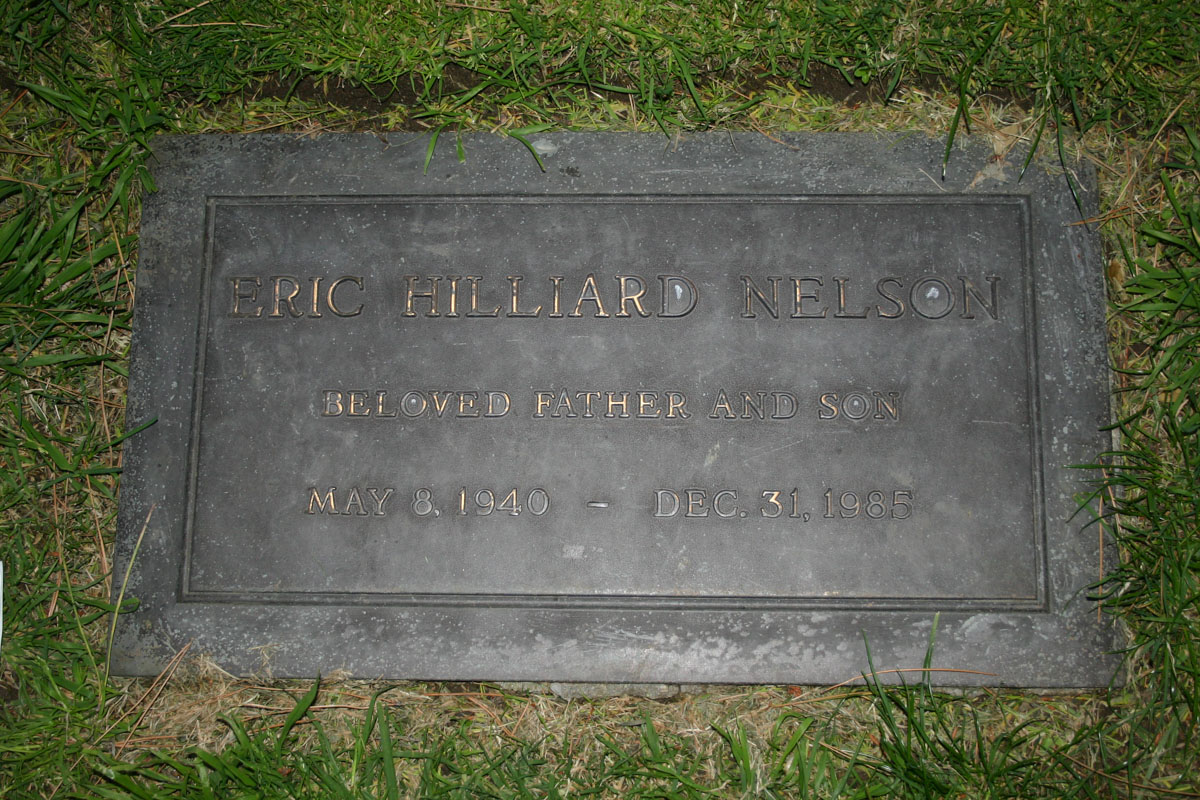 ERIC HILLIARD NELSON
BELOVED FATHER AND SON
MAY 8, 1940 – DEC. 31, 1985